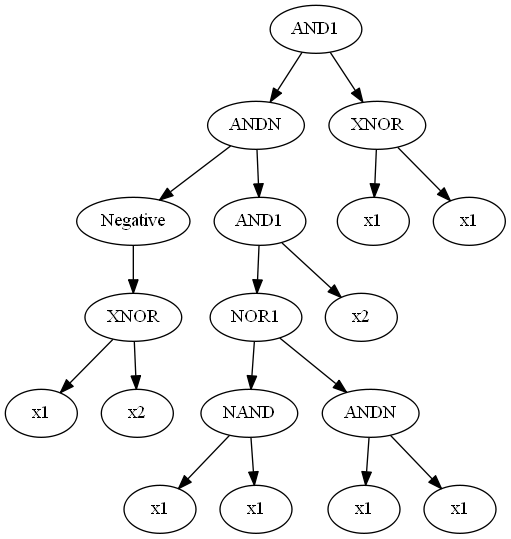 AND1
ANDN XNOR
Negative AND1 x1 x1
XNOR NOR1 x2
x1 x2 NAND ANDN
x1 x1 x1 x1